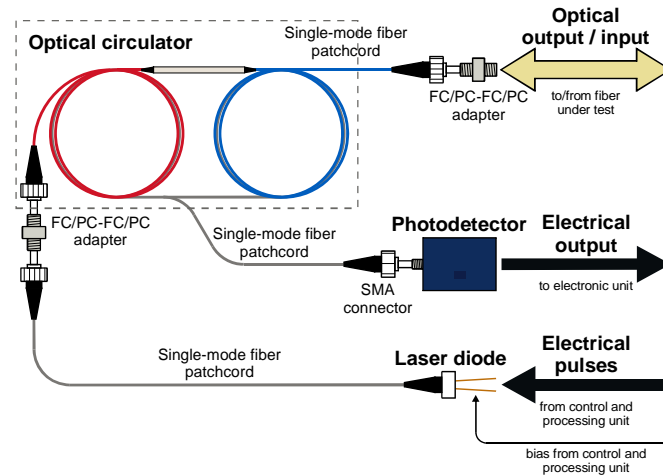 Optical circulator
Single-mode fiber
patchcord
Optical
output / input
FC/PC-FC/PC
adapter
to/from fiber
under test
FC/PC-FC/PC
adapter
Single-mode fiber
patchcord
Photodetector
Electrical
output
SMA
connector
to electronic unit
Single-mode fiber
patchcord
Laser diode
Electrical
pulses
from control and
processing unit
bias from control and
processing unit